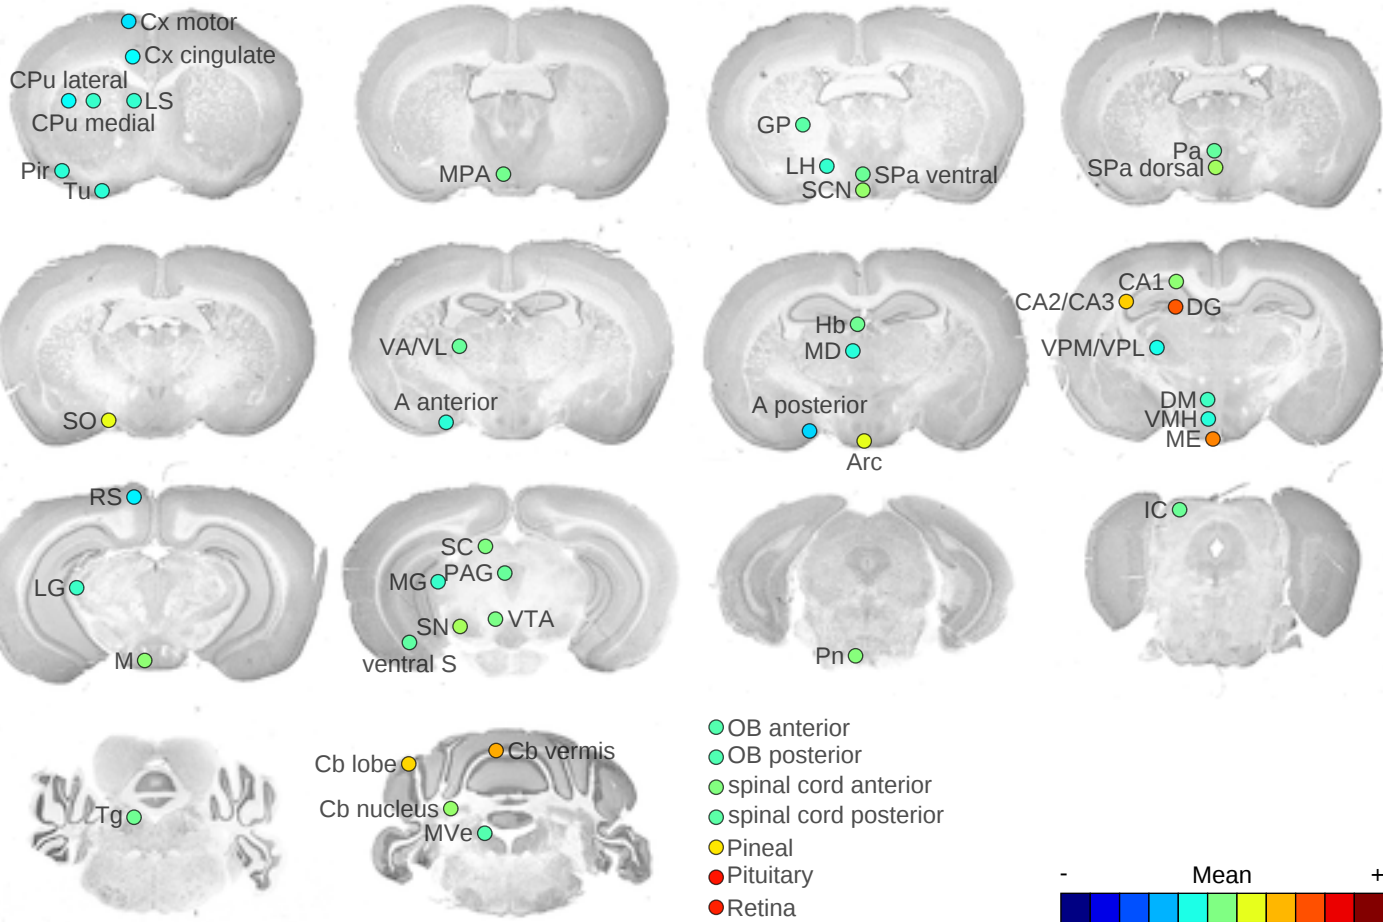 Cx motor
Cx cingulate
CPu lateral
LS
CPu medial
Pir
Tu
MPA
GP
LH
SPa ventral
SCN
Pa
SPa dorsal
SO
VA/VL
A anterior
Hb
MD
A posterior
Arc
CA1
CA2/CA3
DG
VPM/VPL
DM
VMH
ME
RS
LG
M
SC
PAG
MG
VTA
SN
ventral S
Pn
IC
Tg
Cb lobe
Cb vermis
Cb nucleus
MVe
OB anterior
OB posterior
spinal cord anterior
spinal cord posterior
Pineal
Pituitary
Retina
- Mean +